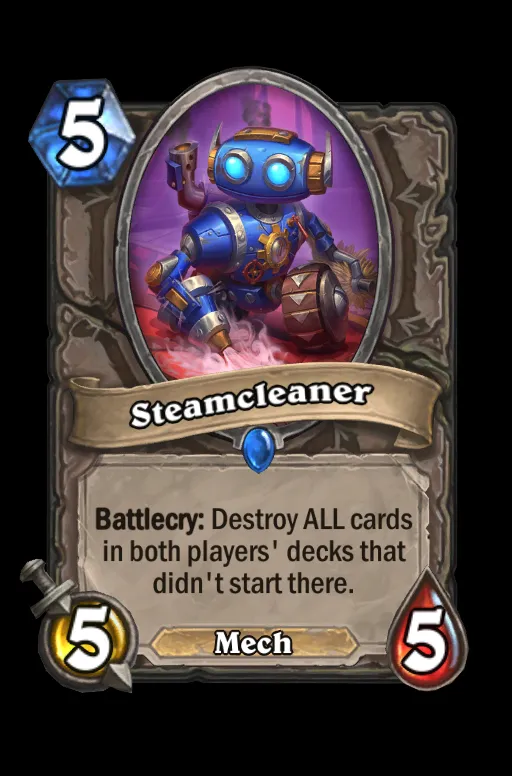 5
Steamcleaner
Battlecry: Destroy ALL cards
in both players' decks that
didn't start there.
5
Mech
5